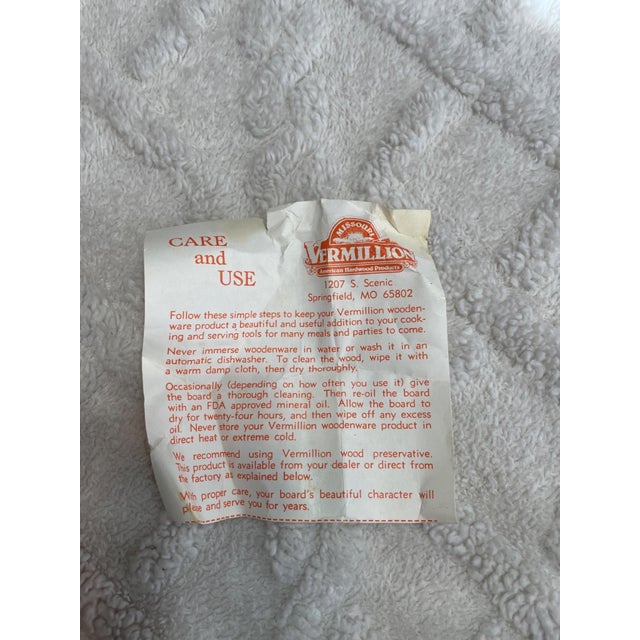 CARE
and
USE
MISSOURI
VERMILLION
American Hardwood Products
1207 S. Scenic
Springfield, MO 65802
Follow these simple steps to keep your Vermillion wooden-
ware product a beautiful and useful addition to your cook-
ing and serving tools for many meals and parties to come.
Never immerse woodenware in water or wash it in an
automatic dishwasher. To clean the wood, wipe it with
a warm damp cloth, then dry thoroughly.
Occasionally (depending on how often you use it) give
the board a thorough cleaning. Then re-oil the board
with an FDA approved mineral oil. Allow the board to
dry for twenty-four hours, and then wipe off any excess
oil. Never store your Vermillion woodenware product in
direct heat or extreme cold.
We recommend using Vermillion wood preservative.
This product is available from your dealer or direct from
the factory as explained below.
With proper care, your board's beautiful character will
please and serve you for years.